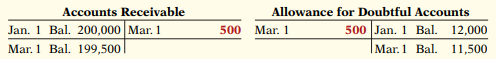 Accounts Receivable Allowance for Doubtful Accounts
Jan. 1 Bal. 200,000 Mar. 1 500 Mar. 1 500 Jan. 1 Bal. 12,000
Mar. 1 Bal. 199,500 Mar. 1 Bal. 11,500